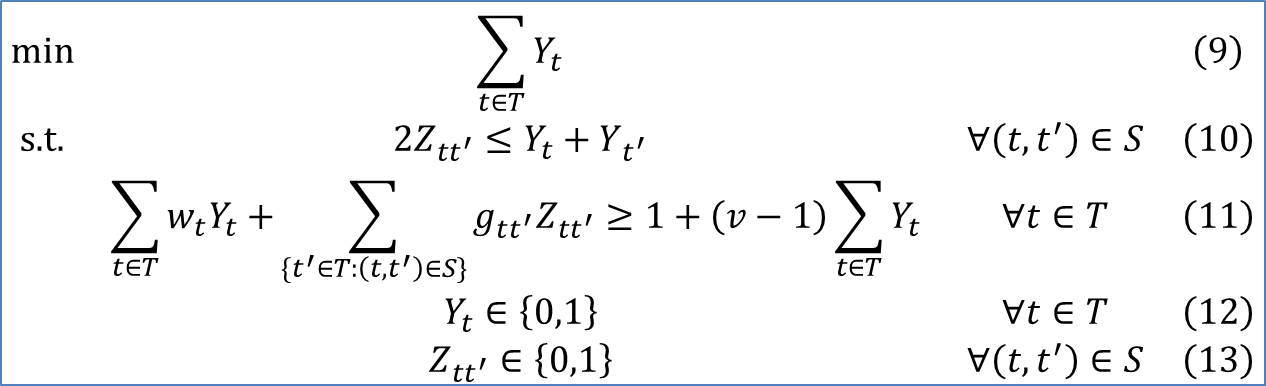 min ∑_{t∈T} Y_t (9)
s.t. 2Z_{tt′} ≤ Y_t + Y_{t′} ∀(t, t′) ∈ S (10)
∑_{t∈T} w_t Y_t + ∑_{{t′∈T:(t,t′)∈S}} g_{tt′} Z_{tt′} ≥ 1 + (v − 1) ∑_{t∈T} Y_t ∀t ∈ T (11)
Y_t ∈ {0,1} ∀t ∈ T (12)
Z_{tt′} ∈ {0,1} ∀(t, t′) ∈ S (13)